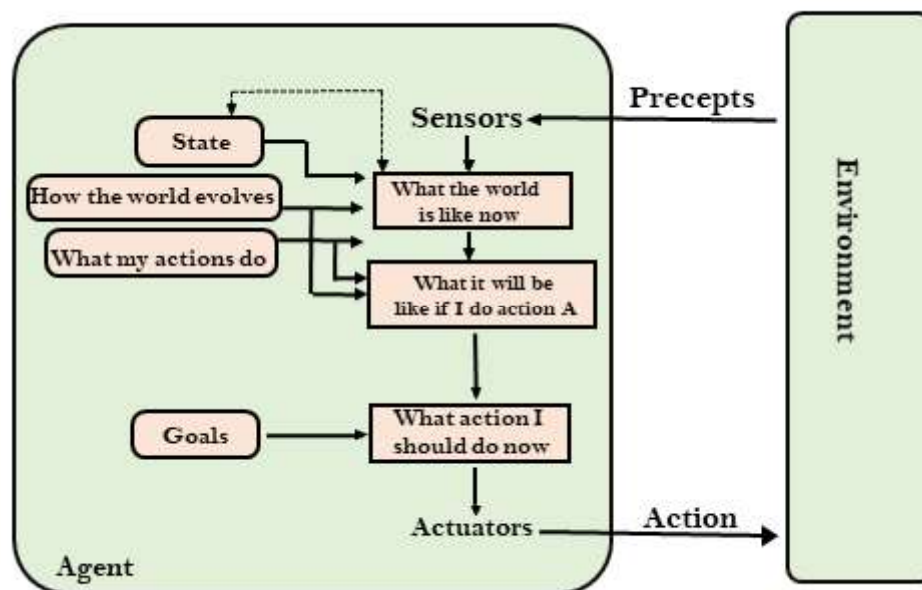 Precepts
Sensors
State
What the world
is like now
How the world evolves
What my actions do
What it will be
like if I do action A
Environment
Goals
What action I
should do now
Actuators
Action
Agent